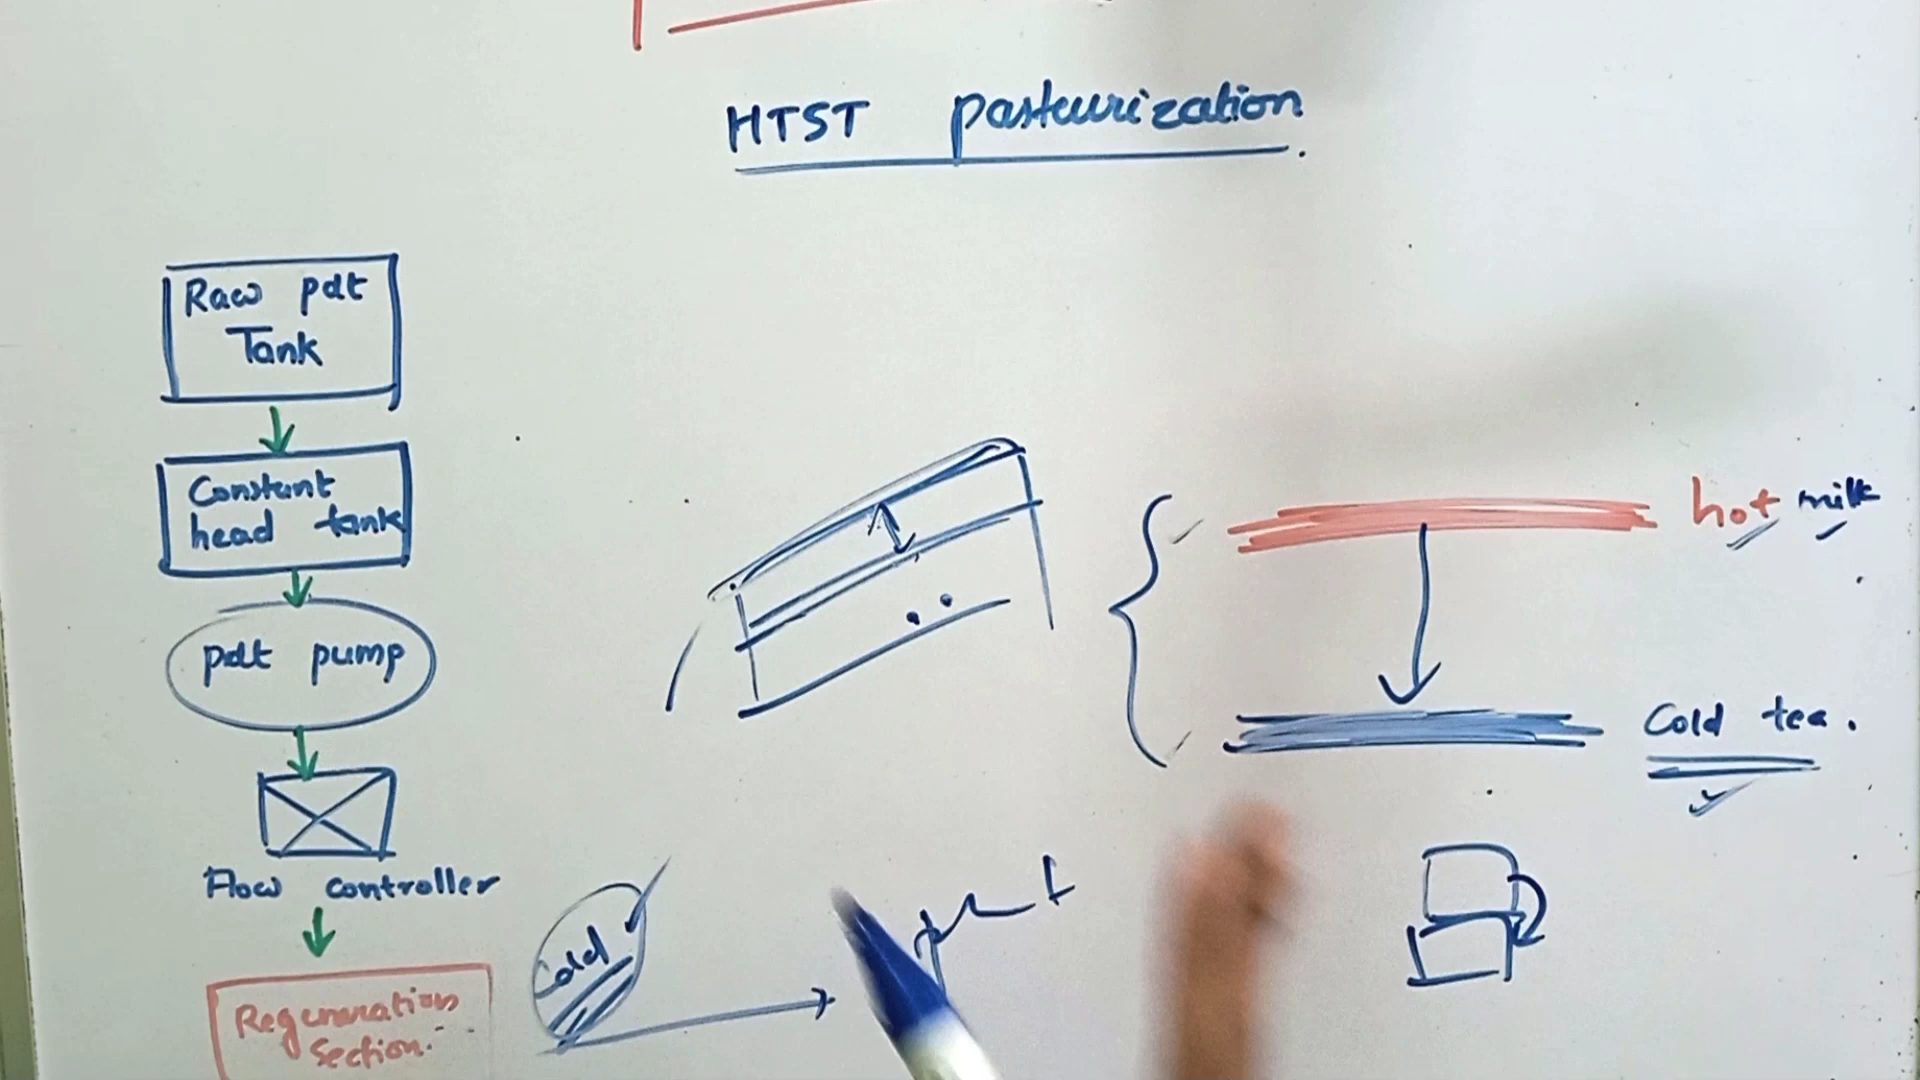 HTST pasteurization.
Raw pdt
Tank
Constant
head tank
pdt pump
Flow controller
Regeneration
Section.
hot milk
Cold tea.
Cold